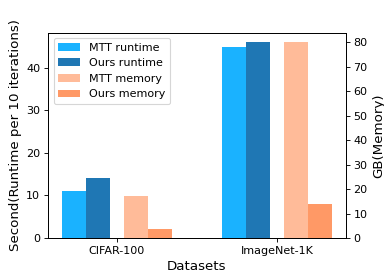 MTT runtime
Ours runtime
MTT memory
Ours memory
Second(Runtime per 10 iterations)
40
30
20
10
0
GB(Memory)
80
70
60
50
40
30
20
10
0
CIFAR-100 ImageNet-1K
Datasets